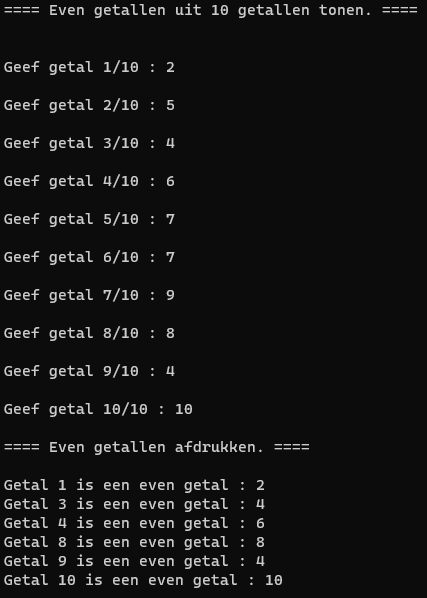 ==== Even getallen uit 10 getallen tonen. ====
Geef getal 1/10 : 2
Geef getal 2/10 : 5
Geef getal 3/10 : 4
Geef getal 4/10 : 6
Geef getal 5/10 : 7
Geef getal 6/10 : 7
Geef getal 7/10 : 9
Geef getal 8/10 : 8
Geef getal 9/10 : 4
Geef getal 10/10 : 10
==== Even getallen afdrukken. ====
Getal 1 is een even getal : 2
Getal 3 is een even getal : 4
Getal 4 is een even getal : 6
Getal 8 is een even getal : 8
Getal 9 is een even getal : 4
Getal 10 is een even getal : 10